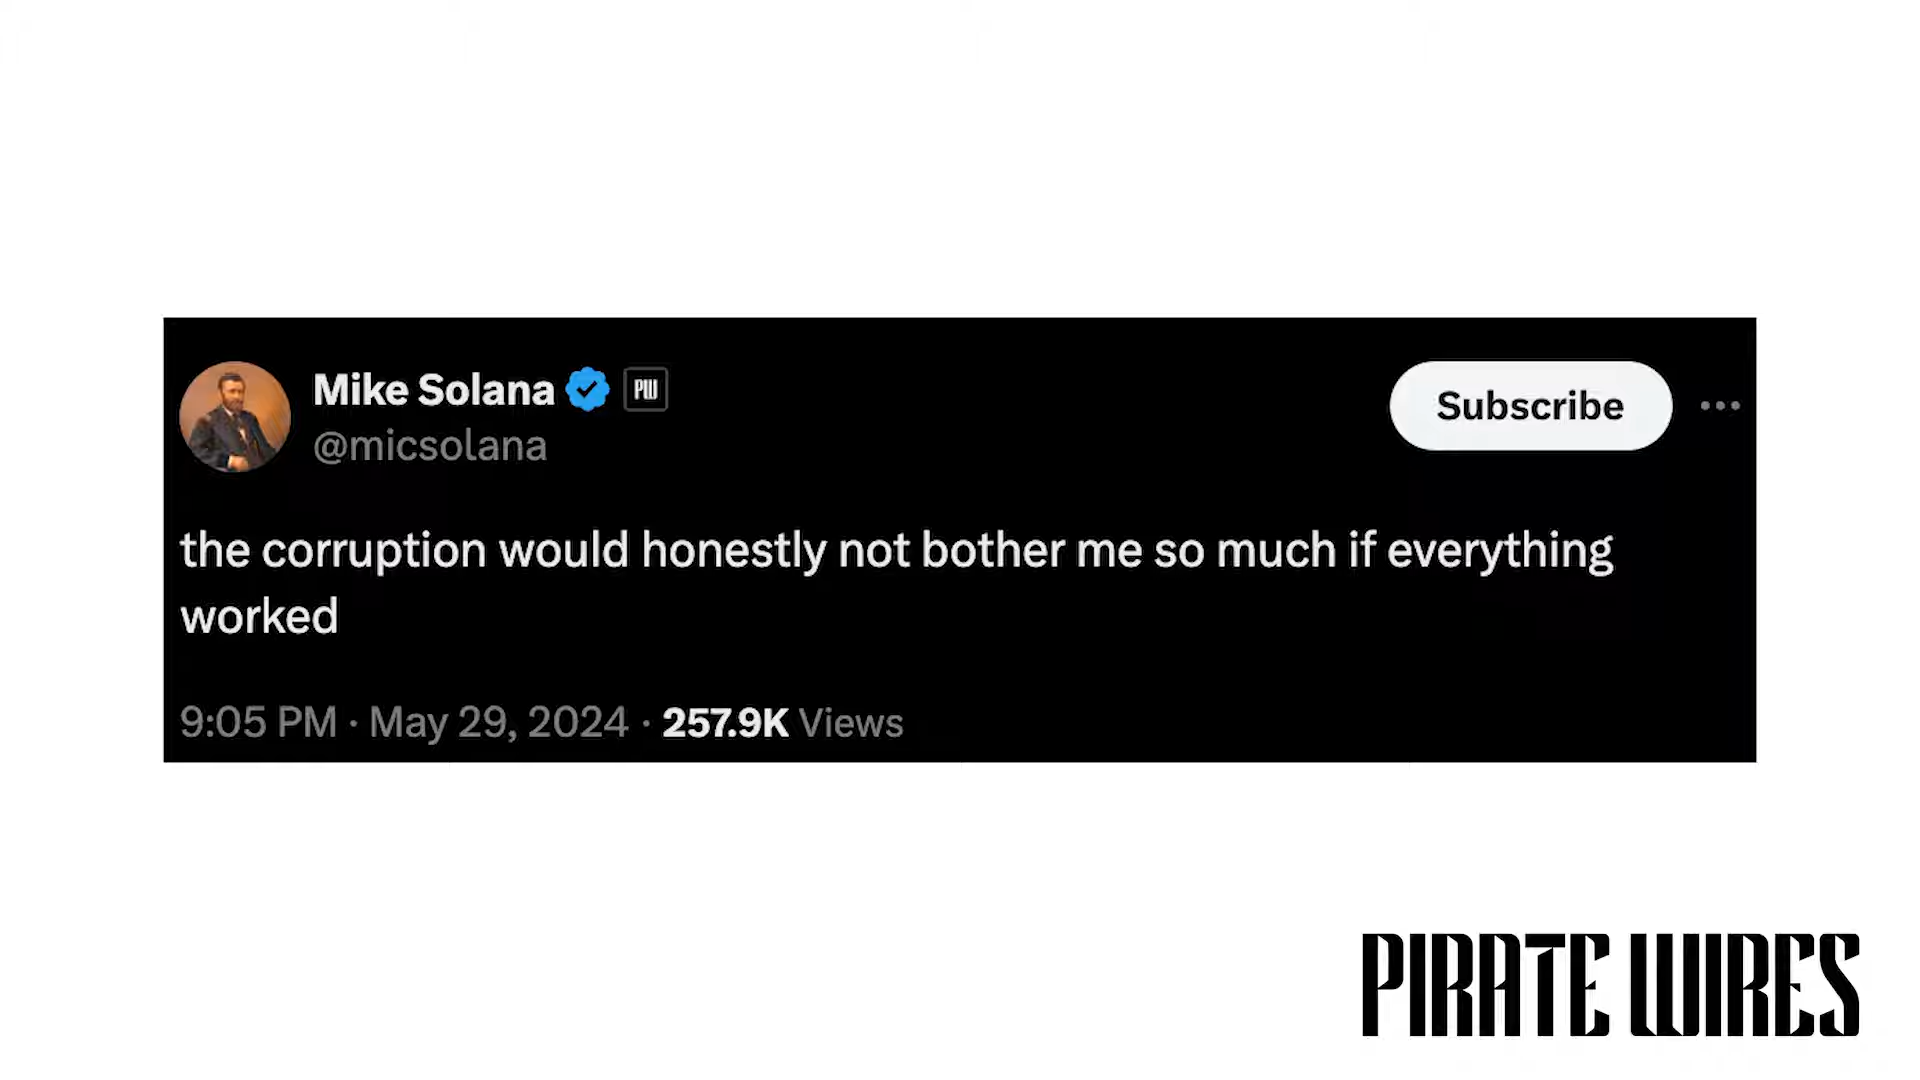 Mike Solana PW
@micsolana
Subscribe
the corruption would honestly not bother me so much if everything
worked
9:05 PM · May 29, 2024 · 257.9K Views
PIRATE WIRES